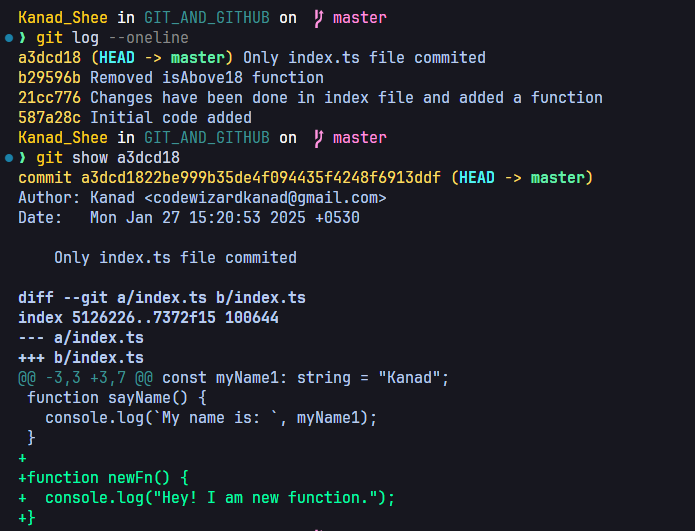 Kanad_Shee in GIT_AND_GITHUB on master
❯ git log --oneline
a3dcd18 (HEAD -> master) Only index.ts file commited
b29596b Removed isAbove18 function
21cc776 Changes have been done in index file and added a function
587a28c Initial code added
Kanad_Shee in GIT_AND_GITHUB on master
❯ git show a3dcd18
commit a3dcd1822be999b35de4f094435f4248f6913ddf (HEAD -> master)
Author: Kanad <codewizardkanad@gmail.com>
Date:   Mon Jan 27 15:20:53 2025 +0530

    Only index.ts file commited

diff --git a/index.ts b/index.ts
index 5126226..7372f15 100644
--- a/index.ts
+++ b/index.ts
@@ -3,3 +3,7 @@ const myName1: string = "Kanad";
 function sayName() {
   console.log(`My name is: `, myName1);
 }
+
+function newFn() {
+  console.log("Hey! I am new function.");
+}